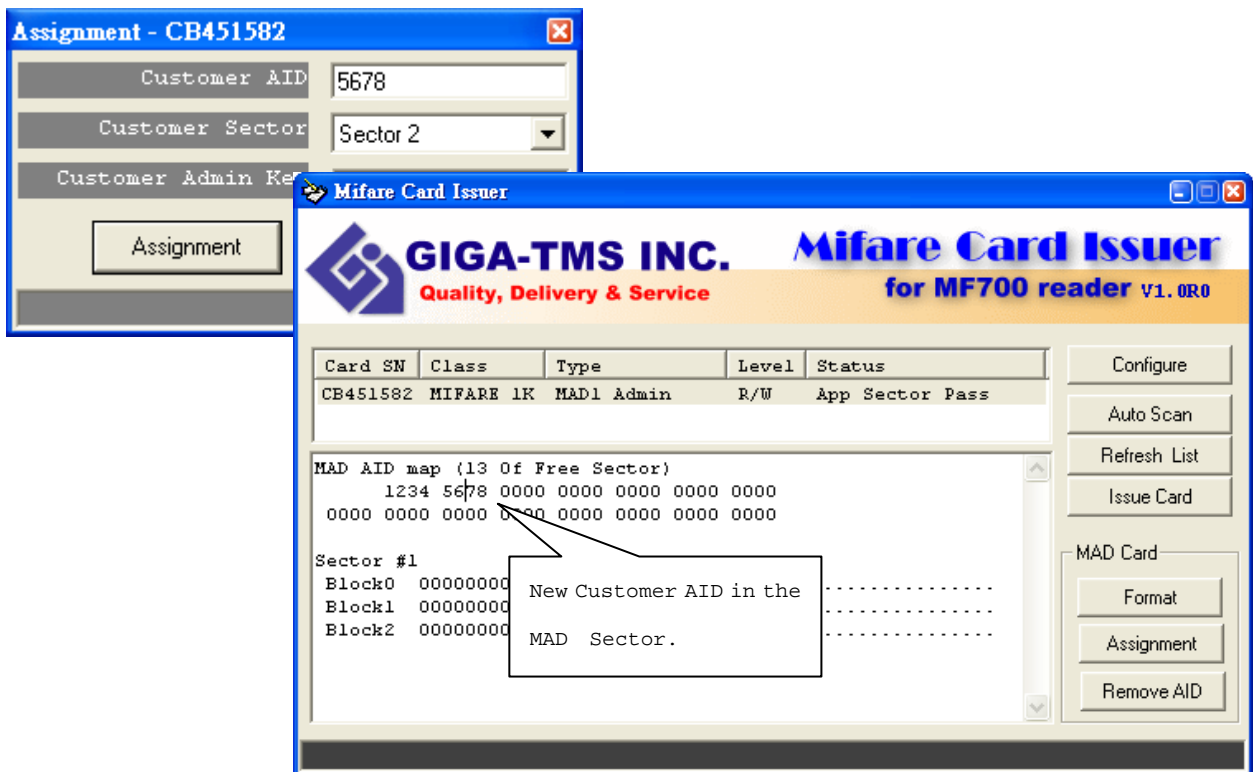 Assignment - CB451582
Customer AID
5678
Customer Sector
Sector 2
Customer Admin
Assignment
Mifare Card Issuer
GIGA-TMS INC.
Quality, Delivery & Service
Mifare Card Issuer
for MF700 reader V1.0R0
Card SN Class Type Level Status
CB451582 MIFARE 1K MAD1 Admin R/W App Sector Pass
Configure
Auto Scan
Refresh List
Issue Card
MAD AID map (13 Of Free Sector)
1234 5678 0000 0000 0000 0000 0000
0000 0000 0000 0000 0000 0000 0000 0000
Sector #1
Block0 00000000 ...............
Block1 00000000 ...............
Block2 00000000 ...............
New Customer AID in the
MAD Sector.
MAD Card
Format
Assignment
Remove AID